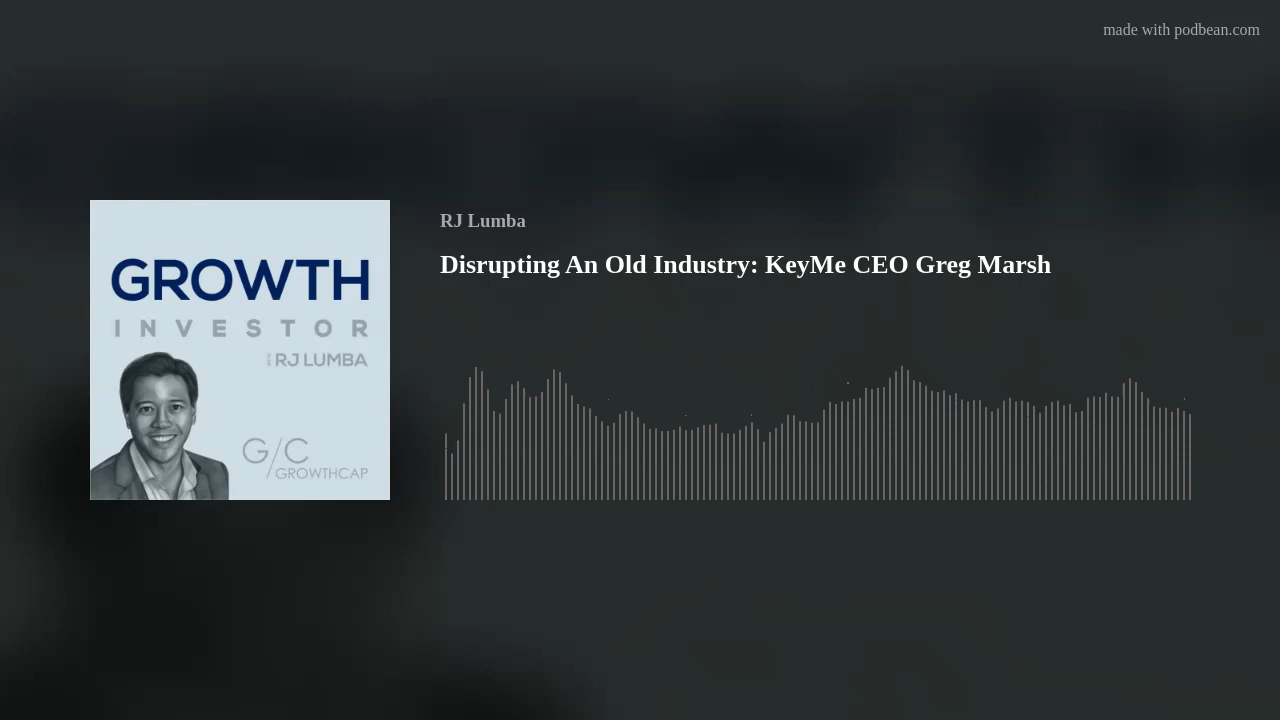 made with podbean.com
RJ Lumba
Disrupting An Old Industry: KeyMe CEO Greg Marsh
GROWTH
INVESTOR
RJ LUMBA
G/C
GROWTHCAP